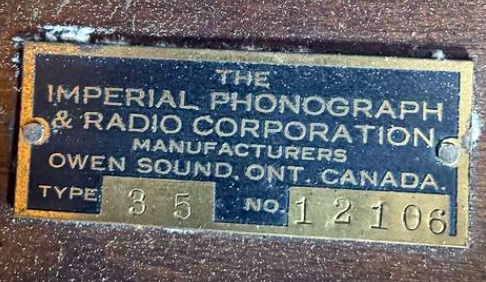 THE
IMPERIAL PHONOGRAPH
& RADIO CORPORATION
MANUFACTURERS
OWEN SOUND, ONT. CANADA.
TYPE 35 NO. 12106